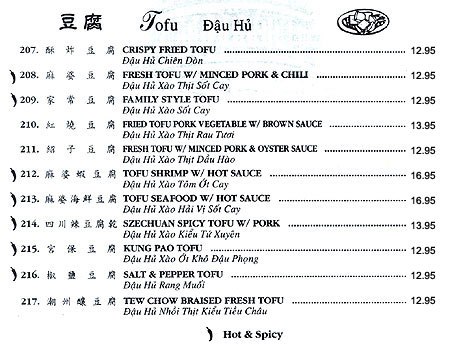 豆腐 Tofu Đậu Hủ
207. 酥炸豆腐 CRISPY FRIED TOFU 12.95
Đậu Hủ Chiên Dòn
208. 麻婆豆腐 FRESH TOFU W/ MINCED PORK & CHILI 12.95
Đậu Hủ Xào Thịt Sốt Cay
209. 家常豆腐 FAMILY STYLE TOFU 12.95
Đậu Hủ Xào Sốt Cay
210. 紅燒豆腐 FRIED TOFU PORK VEGETABLE W/ BROWN SAUCE 13.95
Đậu Hủ Xào Thịt Rau Tươi
211. 紹子豆腐 FRESH TOFU W/ MINCED PORK & OYSTER SAUCE 12.95
Đậu Hủ Xào Thịt Dầu Hào
212. 麻婆蝦豆腐 TOFU SHRIMP W/ HOT SAUCE 16.95
Đậu Hủ Xào Tôm Ớt Cay
213. 麻婆海鮮豆腐 TOFU SEAFOOD W/ HOT SAUCE 16.95
Đậu Hủ Xào Hải Vị Sốt Cay
214. 四川辣豆腐乾 SZECHUAN SPICY TOFU W/ PORK 13.95
Đậu Hủ Xào Kiểu Tứ Xuyên
215. 宮保豆腐 KUNG PAO TOFU 12.95
Đậu Hủ Xào Ớt Khô Đậu Phọng
216. 椒鹽豆腐 SALT & PEPPER TOFU 12.95
Đậu Hủ Rang Muối
217. 潮州釀豆腐 TEW CHOW BRAISED FRESH TOFU 12.95
Đậu Hủ Nhồi Thịt Kiểu Tiều Châu
Hot & Spicy